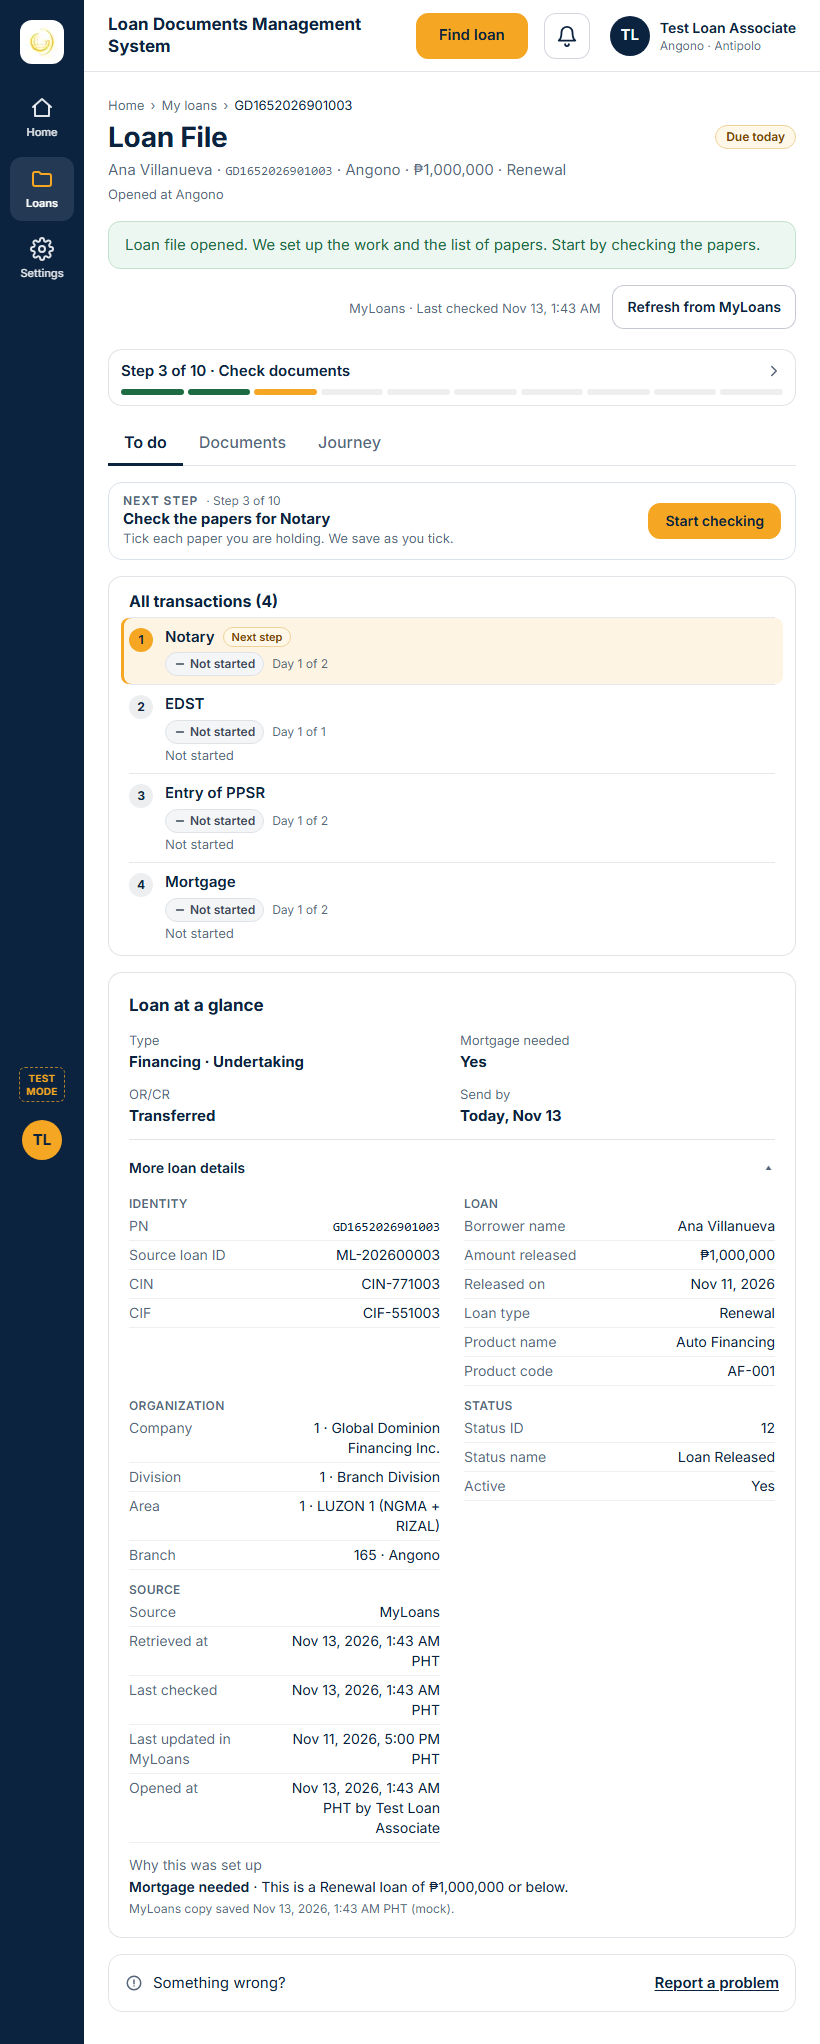 Loan Documents Management
System
Find loan
TL
Test Loan Associate
Angono · Antipolo
Home
Loans
Settings
TEST
MODE
TL
Home › My loans › GD1652026901003
Loan File
Due today
Ana Villanueva · GD1652026901003 · Angono · ₱1,000,000 · Renewal
Opened at Angono
Loan file opened. We set up the work and the list of papers. Start by checking the papers.
MyLoans · Last checked Nov 13, 1:43 AM
Refresh from MyLoans
Step 3 of 10 · Check documents
To do
Documents
Journey
NEXT STEP · Step 3 of 10
Check the papers for Notary
Tick each paper you are holding. We save as you tick.
Start checking
All transactions (4)
1
Notary
Next step
– Not started
Day 1 of 2
2
EDST
– Not started
Day 1 of 1
Not started
3
Entry of PPSR
– Not started
Day 1 of 2
Not started
4
Mortgage
– Not started
Day 1 of 2
Not started
Loan at a glance
Type
Financing · Undertaking
Mortgage needed
Yes
OR/CR
Transferred
Send by
Today, Nov 13
More loan details
IDENTITY
PN GD1652026901003
Source loan ID ML-202600003
CIN CIN-771003
CIF CIF-551003
LOAN
Borrower name Ana Villanueva
Amount released ₱1,000,000
Released on Nov 11, 2026
Loan type Renewal
Product name Auto Financing
Product code AF-001
ORGANIZATION
Company 1 · Global Dominion
Financing Inc.
Division 1 · Branch Division
Area 1 · LUZON 1 (NGMA +
RIZAL)
Branch 165 · Angono
STATUS
Status ID 12
Status name Loan Released
Active Yes
SOURCE
Source MyLoans
Retrieved at Nov 13, 2026, 1:43 AM
PHT
Last checked Nov 13, 2026, 1:43 AM
PHT
Last updated in Nov 11, 2026, 5:00 PM
MyLoans PHT
Opened at Nov 13, 2026, 1:43 AM
PHT by Test Loan
Associate
Why this was set up
Mortgage needed · This is a Renewal loan of ₱1,000,000 or below.
MyLoans copy saved Nov 13, 2026, 1:43 AM PHT (mock).
Something wrong?
Report a problem